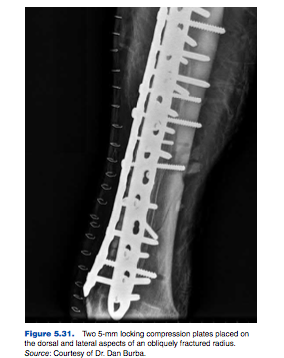 Figure 5.31. Two 5-mm locking compression plates placed on
the dorsal and lateral aspects of an obliquely fractured radius.
Source: Courtesy of Dr. Dan Burba.